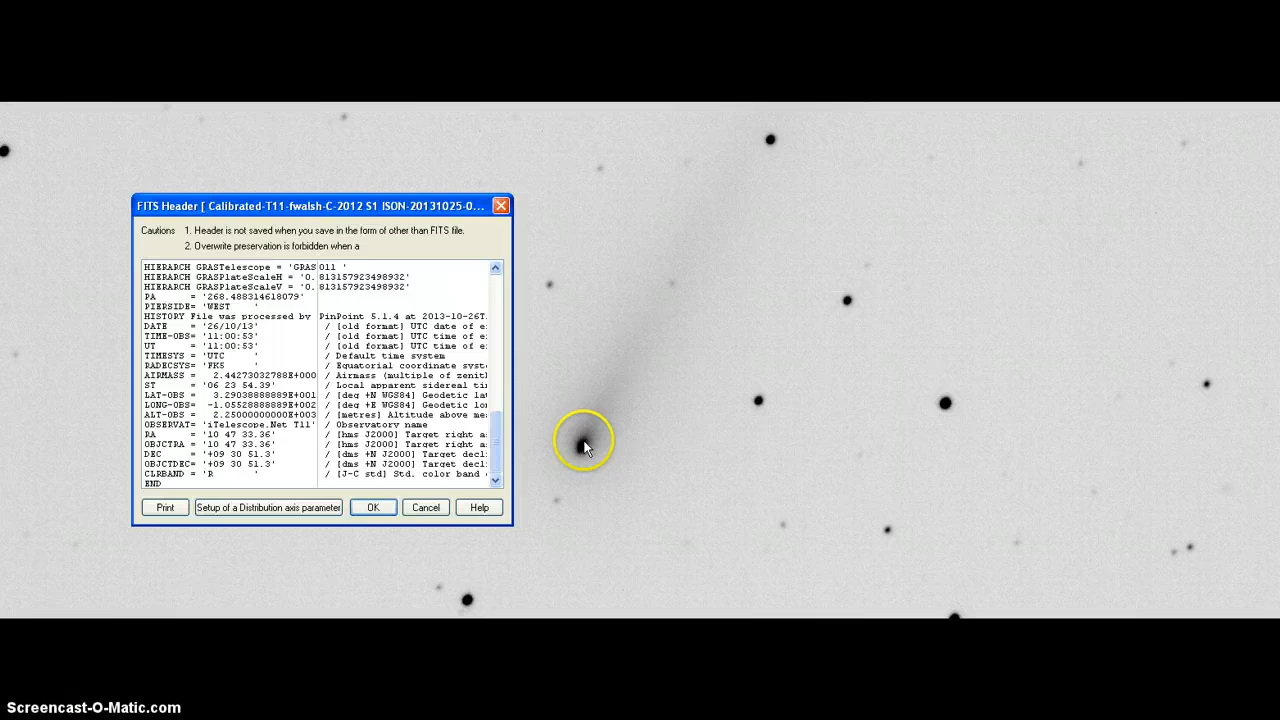 FITS Header [ Calibrated-T11-fwalsh-C-2012 S1 ISON-20131025-0...
Cautions 1. Header is not saved when you save in the form of other than FITS file.
2. Overwrite preservation is forbidden when a
HIERARCH GRASTelescope = 'GRAS 011 '
HIERARCH GRASPlateScaleH = '0. 813157923498932'
HIERARCH GRASPlateScaleV = '0. 813157923498932'
PA = '268.488314618079'
PIERSIDE= 'WEST '
HISTORY File was processed by PinPoint 5.1.4 at 2013-10-26T.
DATE = '26/10/13' / [old format] UTC date of
TIME-OBS= '11:00:53' / [old format] UTC time of
UT = '11:00:53' / [old format] UTC time of
TIMESYS = 'UTC ' / Default time system
RADECSYS= 'FK5 ' / Equatorial coordinate syst
AIRMASS = 2.44273032788E+000 / Airmass (multiple of zenit
ST = '06 23 54.39' / Local apparent sidereal ti
LAT-OBS = 3.29038888889E+001 / [deg +N WGS84] Geodetic lat
LONG-OBS= -1.05528888889E+002 / [deg +E WGS84] Geodetic lo
ALT-OBS = 2.25000000000E+003 / [metres] Altitude above me
OBSERVAT= 'iTelescope.Net T11' / Observatory name
RA = '10 47 33.36' / [hms J2000] Target right a
OBJCTRA = '10 47 33.36' / [hms J2000] Target right a
DEC = '+09 30 51.3' / [dms +N J2000] Target decl
OBJCTDEC= '+09 30 51.3' / [dms +N J2000] Target decl
CLRBAND = 'R ' / [J-C std] Std. color band
END
Print Setup of a Distribution axis parameter OK Cancel Help
Screencast-O-Matic.com